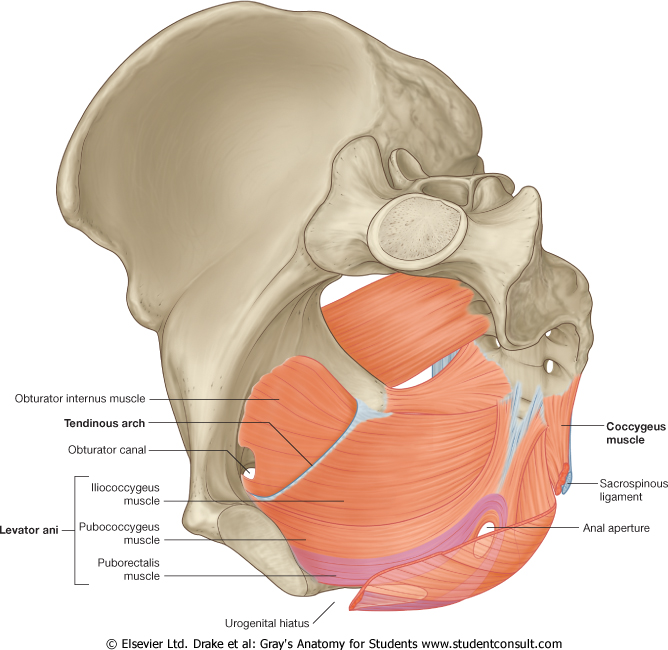 Obturator internus muscle
Tendinous arch
Obturator canal
Iliococcygeus
muscle
Levator ani
Pubococcygeus
muscle
Puborectalis
muscle
Urogenital hiatus
Coccygeus
muscle
Sacrospinous
ligament
Anal aperture
© Elsevier Ltd. Drake et al: Gray's Anatomy for Students www.studentconsult.com